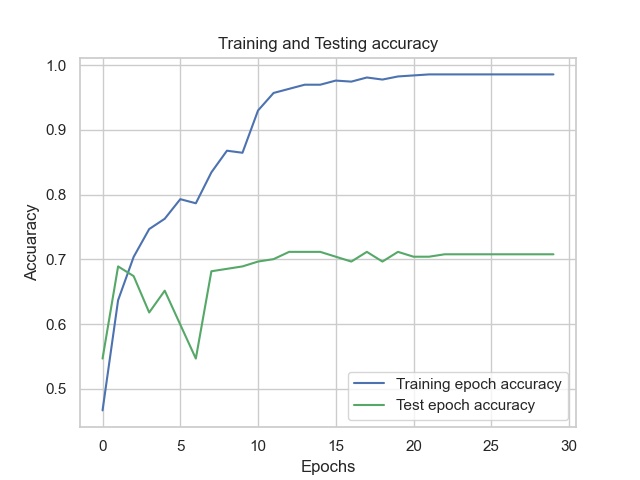 Training and Testing accuracy
1.0
0.9
0.8
0.7
0.6
0.5
Accuaracy
0 5 10 15 20 25 30
Epochs
Training epoch accuracy
Test epoch accuracy